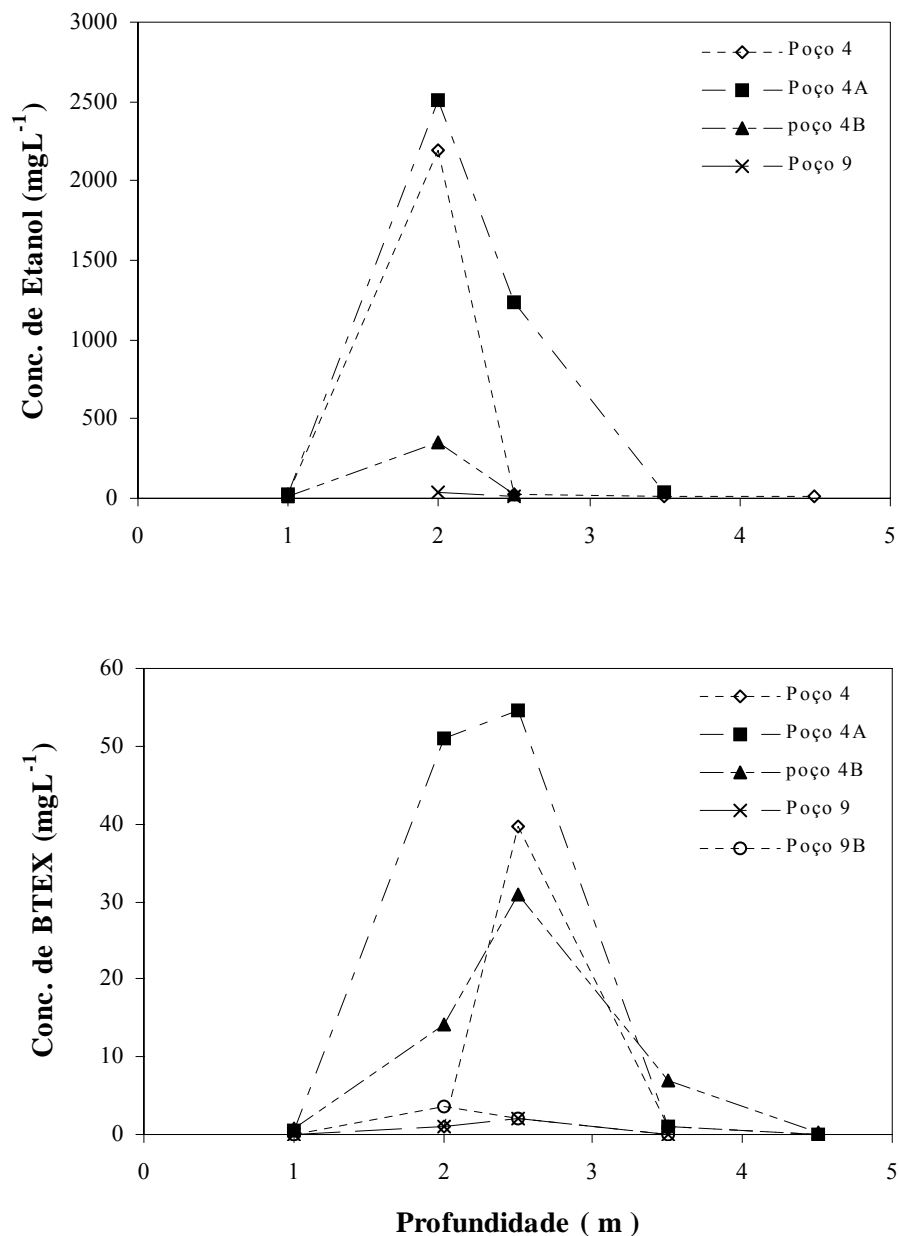 Conc. de Etanol (mgL-1)
3000
2500
2000
1500
1000
500
0
0 1 2 3 4 5
Poço 4
Poço 4A
poço 4B
Poço 9
Conc. de BTEX (mgL-1)
60
50
40
30
20
10
0
0 1 2 3 4 5
Poço 4
Poço 4A
poço 4B
Poço 9
Poço 9B
Profundidade ( m )